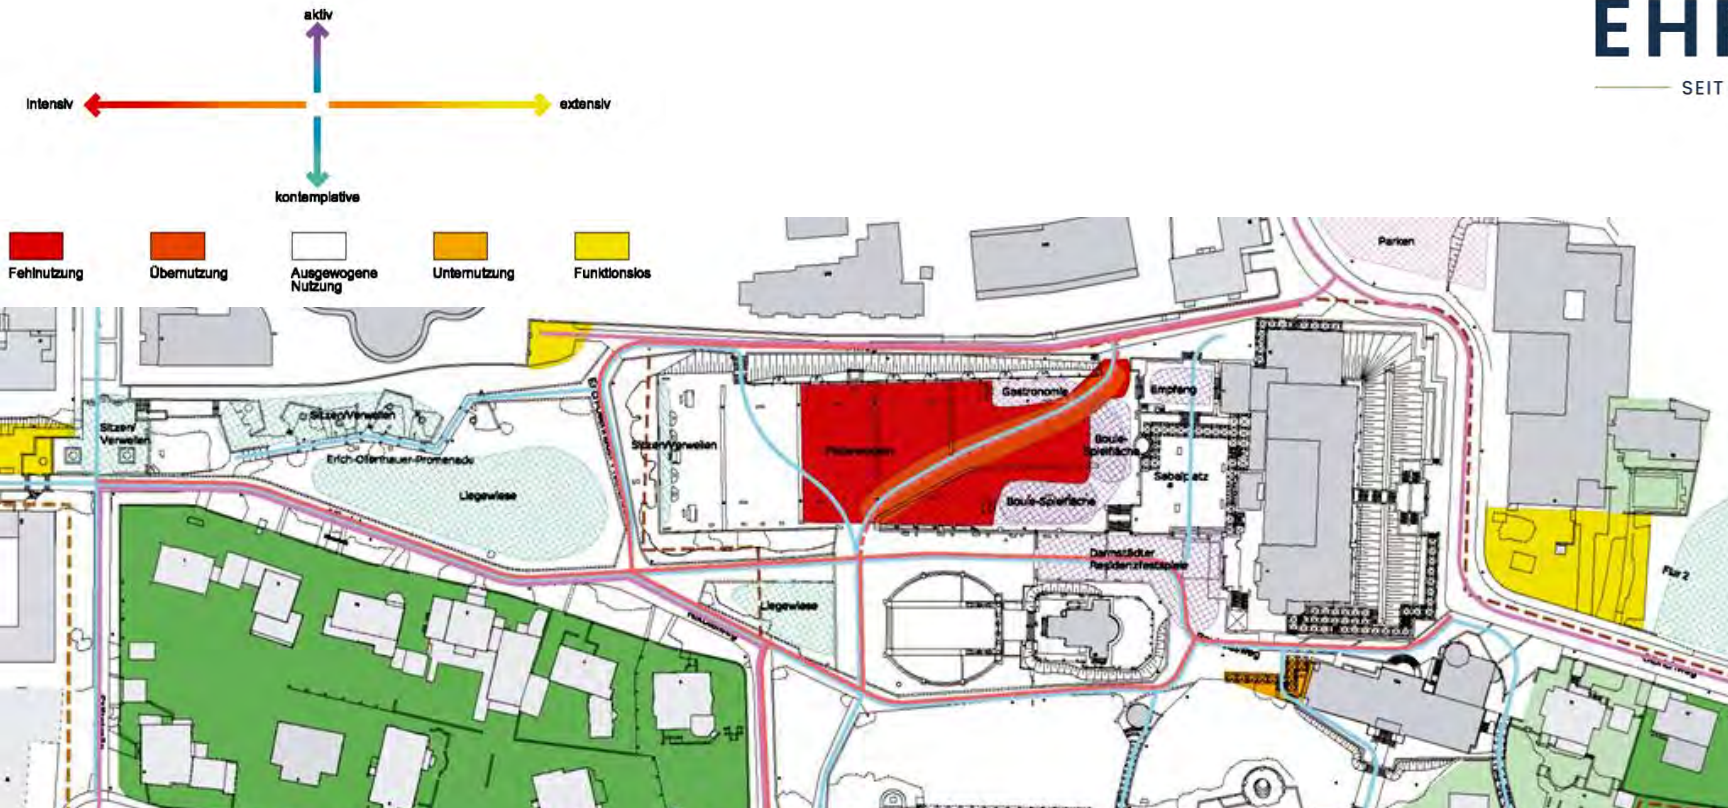 aktiv
intensiv
extensiv
kontemplative
EH
SEIT
Fehlnutzung
Übernutzung
Ausgewogene
Nutzung
Unternutzung
Funktionslos
Parken
Sitzen/
Verweilen
Sitzen/Verweilen
Erich-Ollenhauer-Promenade
Liegewiese
Sitzen/Verweilen
Gastronomie
Empfang
Boule-
Spielfläche
Boule-Spielfläche
Sabaisplatz
Darmstädter
Residenzfestspiele
Liegewiese
Flur 2